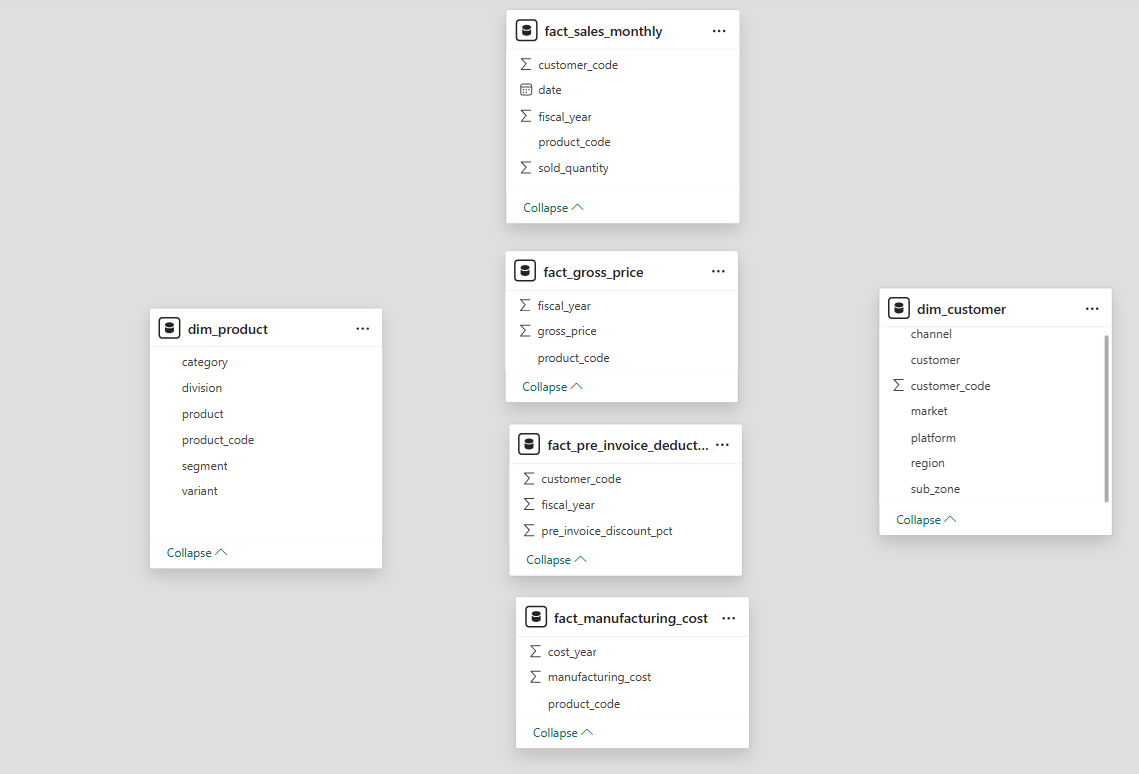 fact_sales_monthly
customer_code
date
fiscal_year
product_code
sold_quantity
Collapse
fact_gross_price
fiscal_year
gross_price
product_code
Collapse
dim_product
category
division
product
product_code
segment
variant
Collapse
dim_customer
channel
customer
customer_code
market
platform
region
sub_zone
Collapse
fact_pre_invoice_deduct...
customer_code
fiscal_year
pre_invoice_discount_pct
Collapse
fact_manufacturing_cost
cost_year
manufacturing_cost
product_code
Collapse